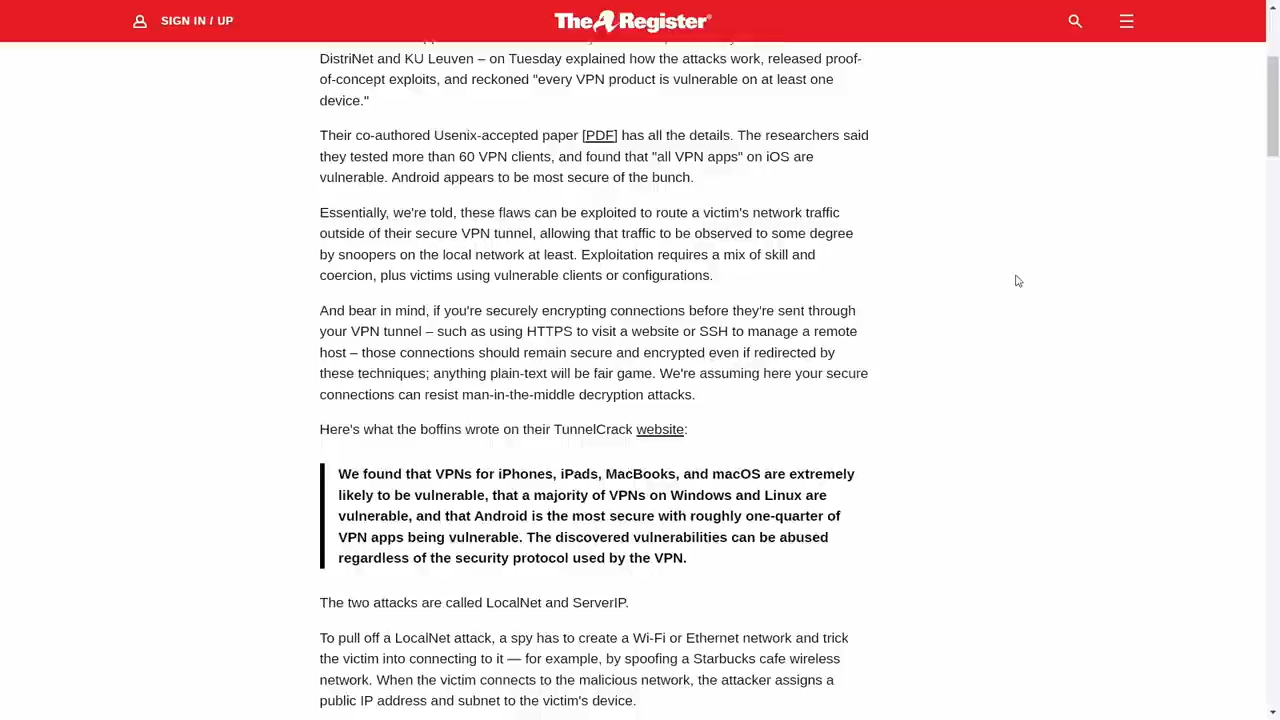 SIGN IN / UP
The Register®
DistriNet and KU Leuven – on Tuesday explained how the attacks work, released proof-
of-concept exploits, and reckoned "every VPN product is vulnerable on at least one
device."
Their co-authored Usenix-accepted paper [PDF] has all the details. The researchers said
they tested more than 60 VPN clients, and found that "all VPN apps" on iOS are
vulnerable. Android appears to be most secure of the bunch.
Essentially, we're told, these flaws can be exploited to route a victim's network traffic
outside of their secure VPN tunnel, allowing that traffic to be observed to some degree
by snoopers on the local network at least. Exploitation requires a mix of skill and
coercion, plus victims using vulnerable clients or configurations.
And bear in mind, if you're securely encrypting connections before they're sent through
your VPN tunnel – such as using HTTPS to visit a website or SSH to manage a remote
host – those connections should remain secure and encrypted even if redirected by
these techniques; anything plain-text will be fair game. We're assuming here your secure
connections can resist man-in-the-middle decryption attacks.
Here's what the boffins wrote on their TunnelCrack website:
We found that VPNs for iPhones, iPads, MacBooks, and macOS are extremely
likely to be vulnerable, that a majority of VPNs on Windows and Linux are
vulnerable, and that Android is the most secure with roughly one-quarter of
VPN apps being vulnerable. The discovered vulnerabilities can be abused
regardless of the security protocol used by the VPN.
The two attacks are called LocalNet and ServerIP.
To pull off a LocalNet attack, a spy has to create a Wi-Fi or Ethernet network and trick
the victim into connecting to it — for example, by spoofing a Starbucks cafe wireless
network. When the victim connects to the malicious network, the attacker assigns a
public IP address and subnet to the victim's device.